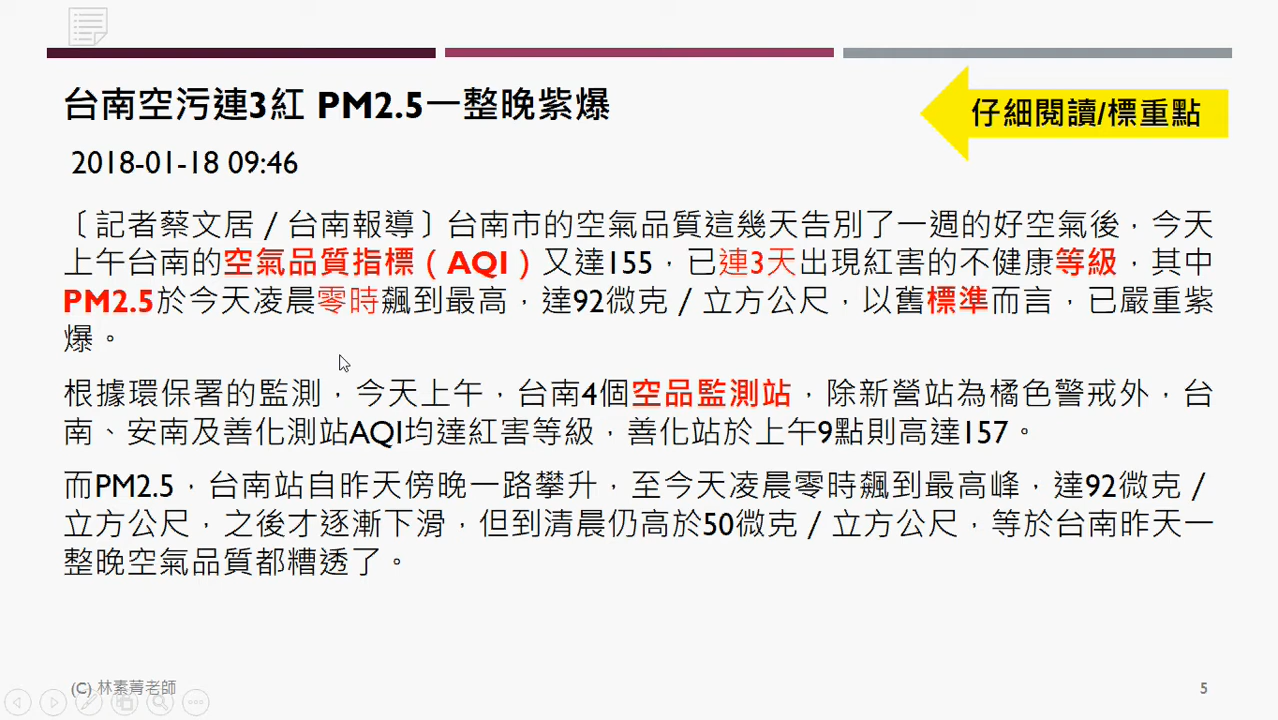 台南空污連3紅 PM2.5一整晚紫爆
仔細閱讀/標重點
2018-01-18 09:46
〔記者蔡文居/台南報導〕台南市的空氣品質這幾天告別了一週的好空氣後，今天
上午台南的空氣品質指標（AQI）又達155，已連3天出現紅害的不健康等級，其中
PM2.5於今天凌晨零時飆到最高，達92微克/立方公尺，以舊標準而言，已嚴重紫
爆。
根據環保署的監測，今天上午，台南4個空品監測站，除新營站為橘色警戒外，台
南、安南及善化測站AQI均達紅害等級，善化站於上午9點則高達157。
而PM2.5，台南站自昨天傍晚一路攀升，至今天凌晨零時飆到最高峰，達92微克/
立方公尺，之後才逐漸下滑，但到清晨仍高於50微克/立方公尺，等於台南昨天一
整晚空氣品質都糟透了。
(C) 林素菁老師
5